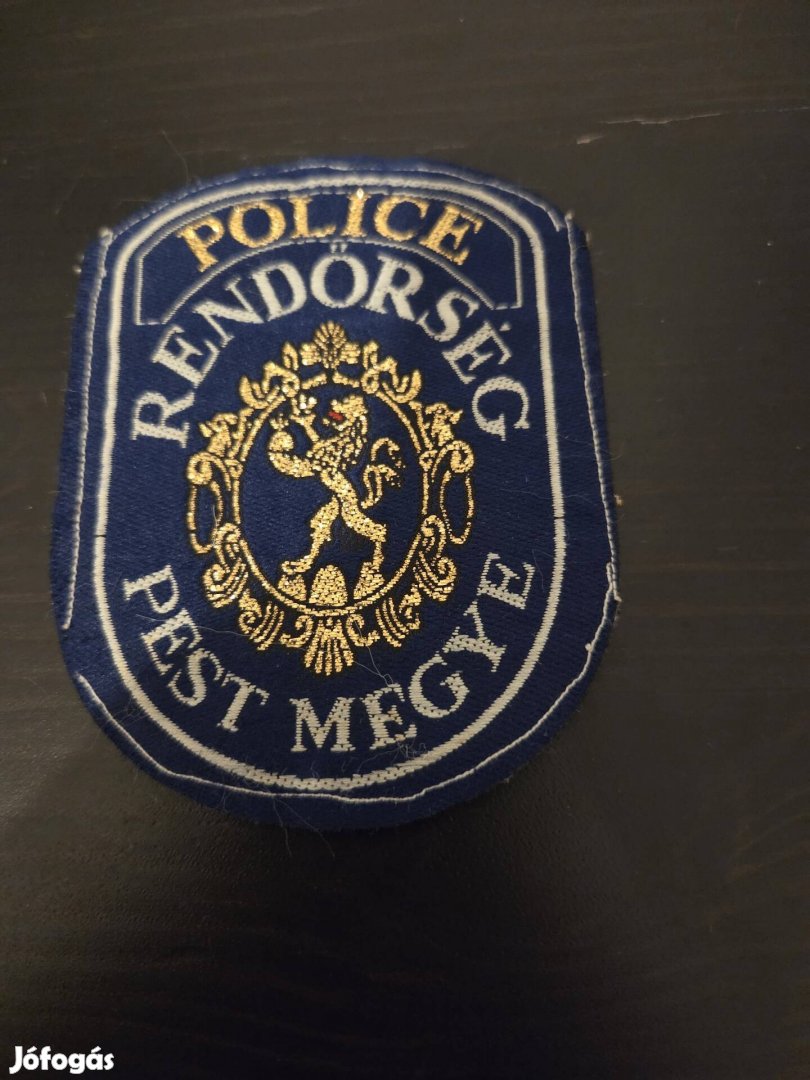 POLICE
RENDŐRSÉG
PEST MEGYE
Jófogás